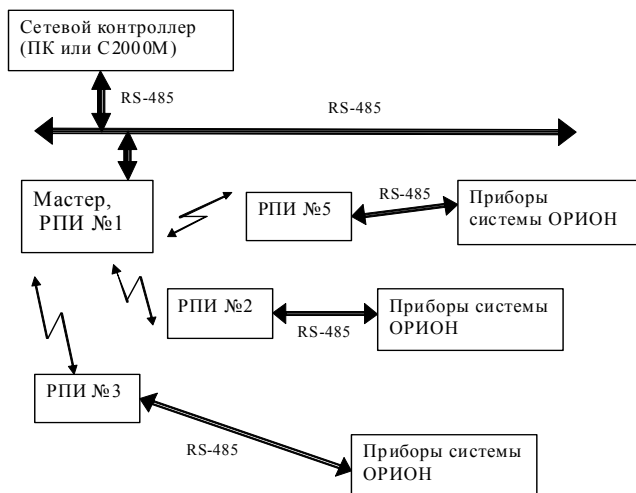 Сетевой контроллер
(ПК или С2000М)
RS-485
RS-485
Мастер,
РПИ №1
РПИ №5
RS-485
Приборы
системы ОРИОН
РПИ №2
RS-485
Приборы системы
ОРИОН
РПИ №3
RS-485
Приборы системы
ОРИОН